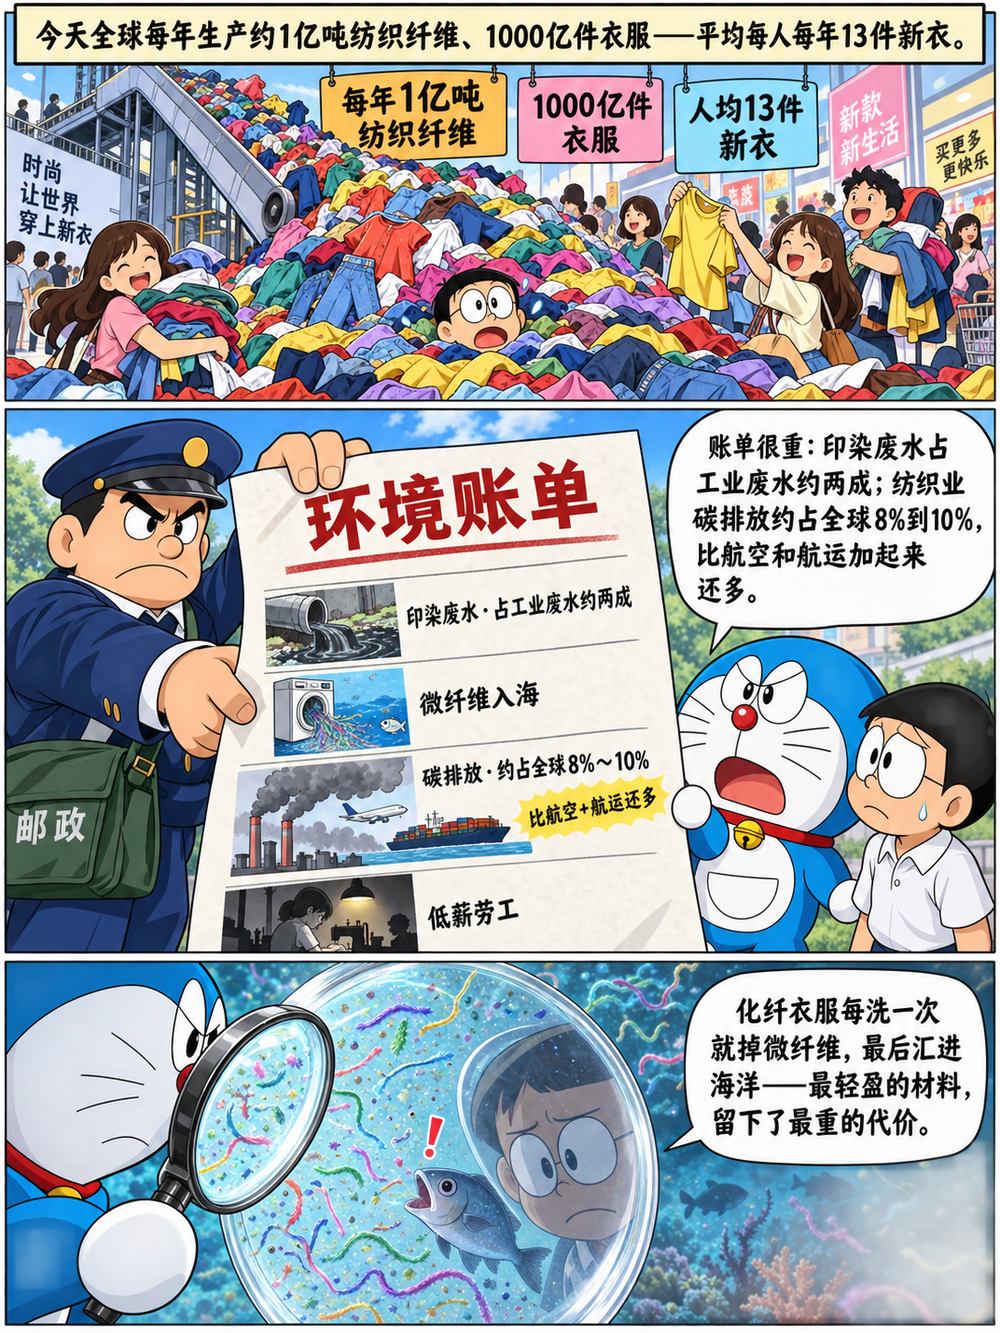 今天全球每年生产约1亿吨纺织纤维、1000亿件衣服——平均每人每年13件新衣。
每年1亿吨
纺织纤维
1000亿件
衣服
人均13件
新衣
新款
新生活
买更多
更快乐
时尚
让世界
穿上新衣
环境账单
印染废水·占工业废水约两成
微纤维入海
碳排放·约占全球8%~10%
比航空+航运还多
低薪劳工
邮政
账单很重：印染废水占
工业废水约两成；纺织业
碳排放约占全球8%到10%，
比航空和航运加起来
还多。
化纤衣服每洗一次
就掉微纤维，最后汇进
海洋——最轻盈的材料，
留下了最重的代价。
!